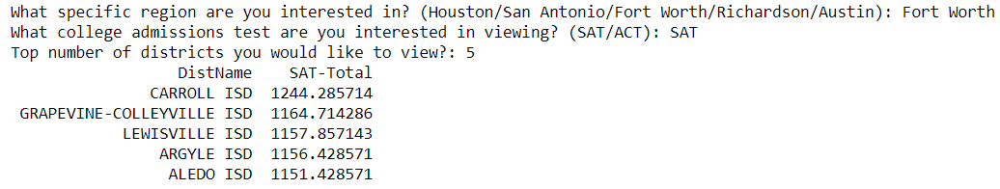 What specific region are you interested in? (Houston/San Antonio/Fort Worth/Richardson/Austin): Fort Worth
What college admissions test are you interested in viewing? (SAT/ACT): SAT
Top number of districts you would like to view?: 5
DistName SAT-Total
CARROLL ISD 1244.285714
GRAPEVINE-COLLEYVILLE ISD 1164.714286
LEWISVILLE ISD 1157.857143
ARGYLE ISD 1156.428571
ALEDO ISD 1151.428571